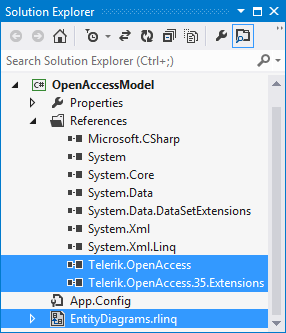 Solution Explorer
Search Solution Explorer (Ctrl+;)
C# OpenAccessModel
Properties
References
Microsoft.CSharp
System
System.Core
System.Data
System.Data.DataSetExtensions
System.Xml
System.Xml.Linq
Telerik.OpenAccess
Telerik.OpenAccess.35.Extensions
App.Config
EntityDiagrams.rlinq